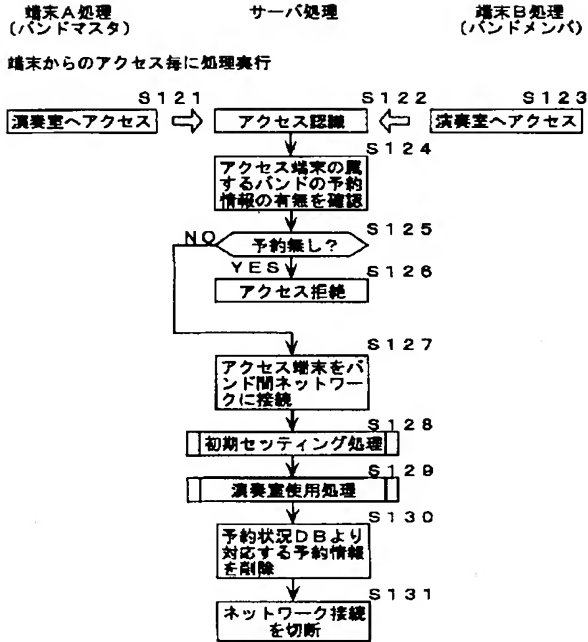 端末A処理
(バンドマスタ)
サーバ処理
端末B処理
(バンドメンバ)
端末からのアクセス毎に処理実行
S121
演奏室へアクセス
S122
アクセス認識
S123
演奏室へアクセス
S124
アクセス端末の属
するバンドの予約
情報の有無を確認
S125
予約無し?
NO
YES
S126
アクセス拒絶
S127
アクセス端末をバ
ンド間ネットワー
クに接続
S128
初期セッティング処理
S129
演奏室使用処理
S130
予約状況DBより
対応する予約情報
を削除
S131
ネットワーク接続
を切断